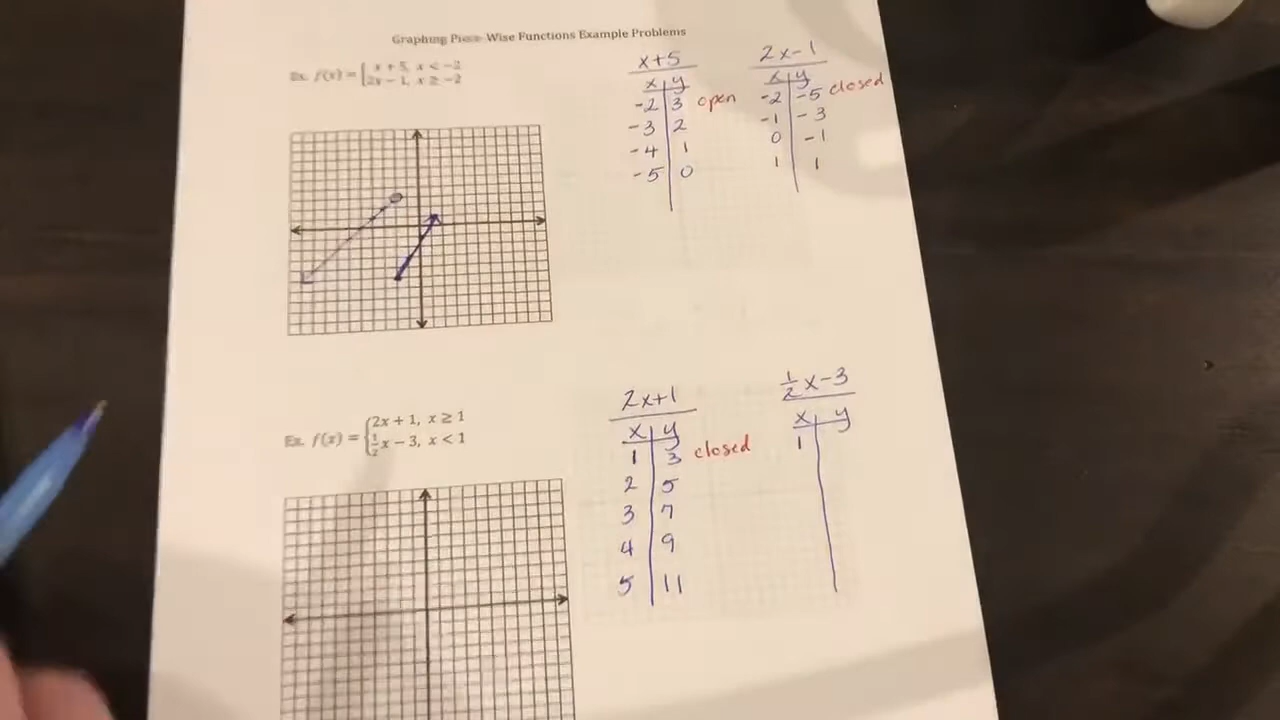 Graphing Piece-Wise Functions Example Problems
Ex. f(x) = { x + 5, x < −2
2x − 1, x ≥ −2
x+5
x y
-2 3 open
-3 2
-4 1
-5 0
2x-1
x y
-2 -5 closed
-1 -3
0 -1
1 1
Ex. f(x) = { 2x + 1, x ≥ 1
1/2 x − 3, x < 1
2x+1
x y
1 3 closed
2 5
3 7
4 9
5 11
1/2 x-3
x y
1